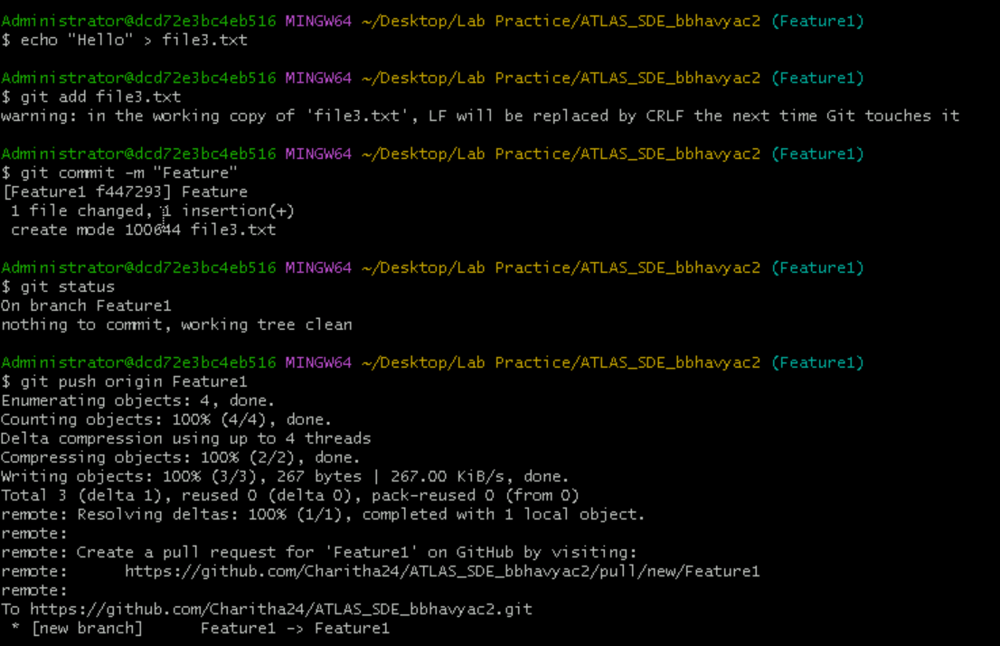 Administrator@dcd72e3bc4eb516 MINGW64 ~/Desktop/Lab Practice/ATLAS_SDE_bbhavyac2 (Feature1)
$ echo "Hello" > file3.txt
Administrator@dcd72e3bc4eb516 MINGW64 ~/Desktop/Lab Practice/ATLAS_SDE_bbhavyac2 (Feature1)
$ git add file3.txt
warning: in the working copy of 'file3.txt', LF will be replaced by CRLF the next time Git touches it
Administrator@dcd72e3bc4eb516 MINGW64 ~/Desktop/Lab Practice/ATLAS_SDE_bbhavyac2 (Feature1)
$ git commit -m "Feature"
[Feature1 f447293] Feature
 1 file changed, 1 insertion(+)
 create mode 100644 file3.txt
Administrator@dcd72e3bc4eb516 MINGW64 ~/Desktop/Lab Practice/ATLAS_SDE_bbhavyac2 (Feature1)
$ git status
On branch Feature1
nothing to commit, working tree clean
Administrator@dcd72e3bc4eb516 MINGW64 ~/Desktop/Lab Practice/ATLAS_SDE_bbhavyac2 (Feature1)
$ git push origin Feature1
Enumerating objects: 4, done.
Counting objects: 100% (4/4), done.
Delta compression using up to 4 threads
Compressing objects: 100% (2/2), done.
Writing objects: 100% (3/3), 267 bytes | 267.00 KiB/s, done.
Total 3 (delta 1), reused 0 (delta 0), pack-reused 0 (from 0)
remote: Resolving deltas: 100% (1/1), completed with 1 local object.
remote:
remote: Create a pull request for 'Feature1' on GitHub by visiting:
remote:      https://github.com/Charitha24/ATLAS_SDE_bbhavyac2/pull/new/Feature1
remote:
To https://github.com/Charitha24/ATLAS_SDE_bbhavyac2.git
 * [new branch]      Feature1 -> Feature1